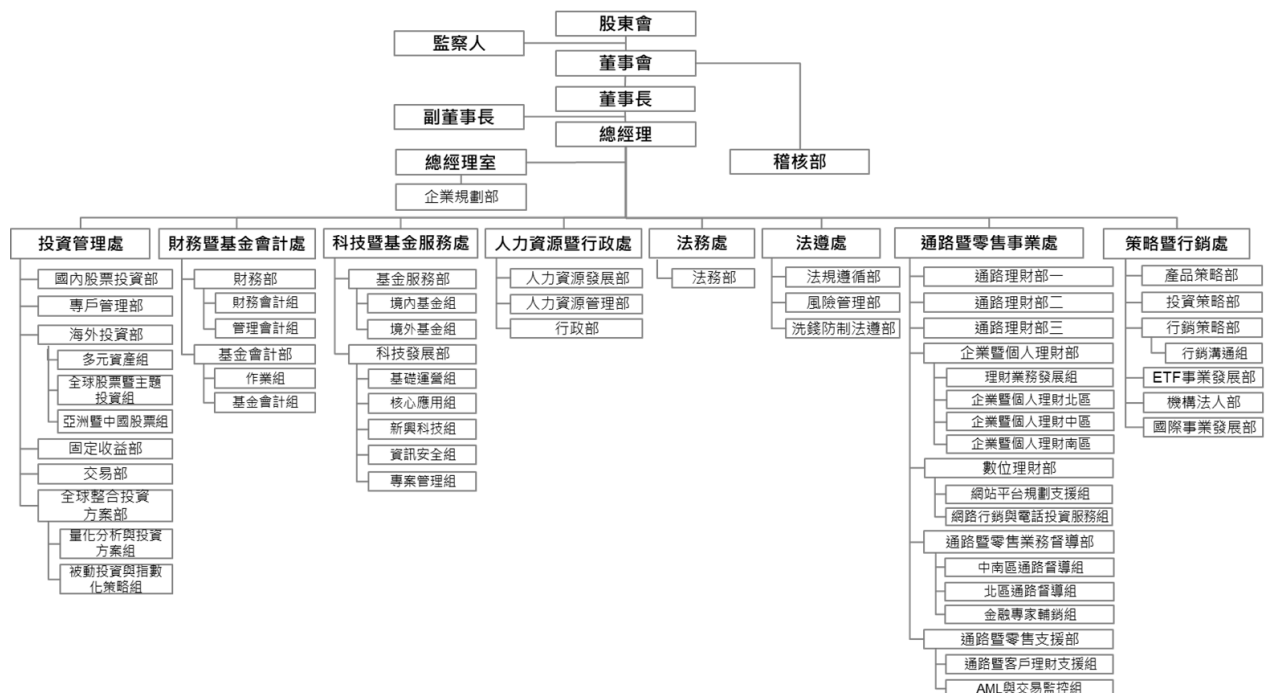 股東會
監察人
董事會
董事長
副董事長
總經理
總經理室
稽核部
企業規劃部
投資管理處
國內股票投資部
專戶管理部
海外投資部
多元資產組
全球股票暨主題
投資組
亞洲暨中國股票組
固定收益部
交易部
全球整合投資
方案部
量化分析與投資
方案組
被動投資與指數
化策略組
財務暨基金會計處
財務部
財務會計組
管理會計組
基金會計部
作業組
基金會計組
科技暨基金服務處
基金服務部
境內基金組
境外基金組
科技發展部
基礎運營組
核心應用組
新興科技組
資訊安全組
專案管理組
人力資源暨行政處
人力資源發展部
人力資源管理部
行政部
法務處
法務部
法遵處
法規遵循部
風險管理部
洗錢防制法遵部
通路暨零售事業處
通路理財部一
通路理財部二
通路理財部三
企業暨個人理財部
理財業務發展組
企業暨個人理財北區
企業暨個人理財中區
企業暨個人理財南區
數位理財部
網站平台規劃支援組
網路行銷與電話投資服務組
通路暨零售業務督導部
中南區通路督導組
北區通路督導組
金融專家輔銷組
通路暨零售支援部
通路暨客戶理財支援組
AML與交易監控組
策略暨行銷處
產品策略部
投資策略部
行銷策略部
行銷溝通組
ETF事業發展部
機構法人部
國際事業發展部